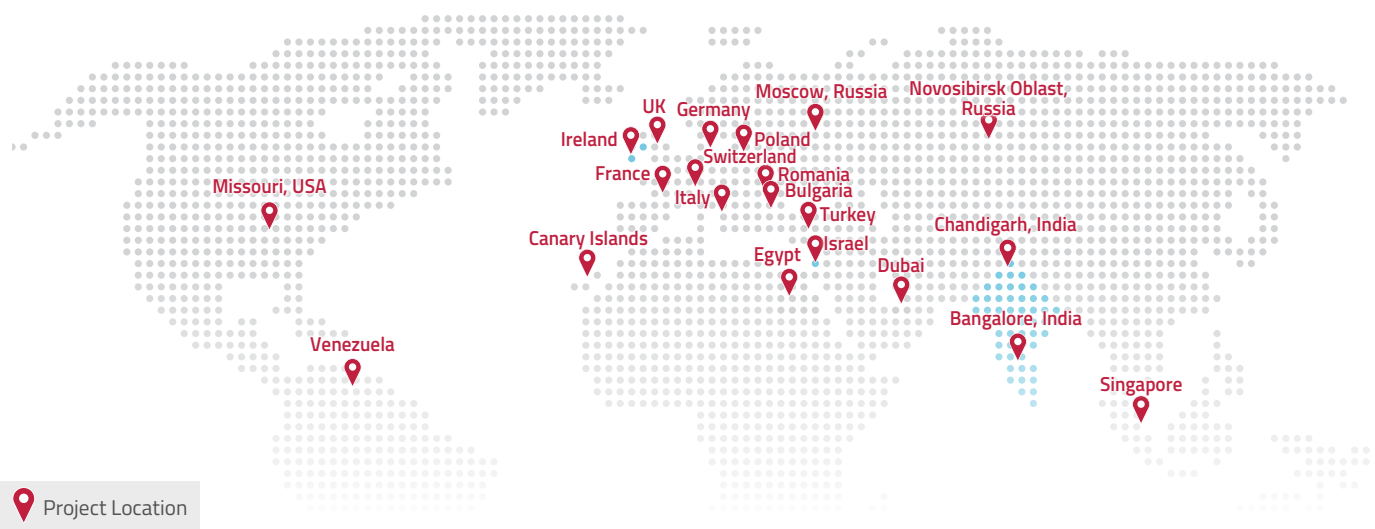 Moscow, Russia
Novosibirsk Oblast,
Russia
UK
Germany
Ireland
Poland
Switzerland
France
Romania
Missouri, USA
Italy
Bulgaria
Turkey
Chandigarh, India
Canary Islands
Israel
Egypt
Dubai
Bangalore, India
Venezuela
Singapore
Project Location